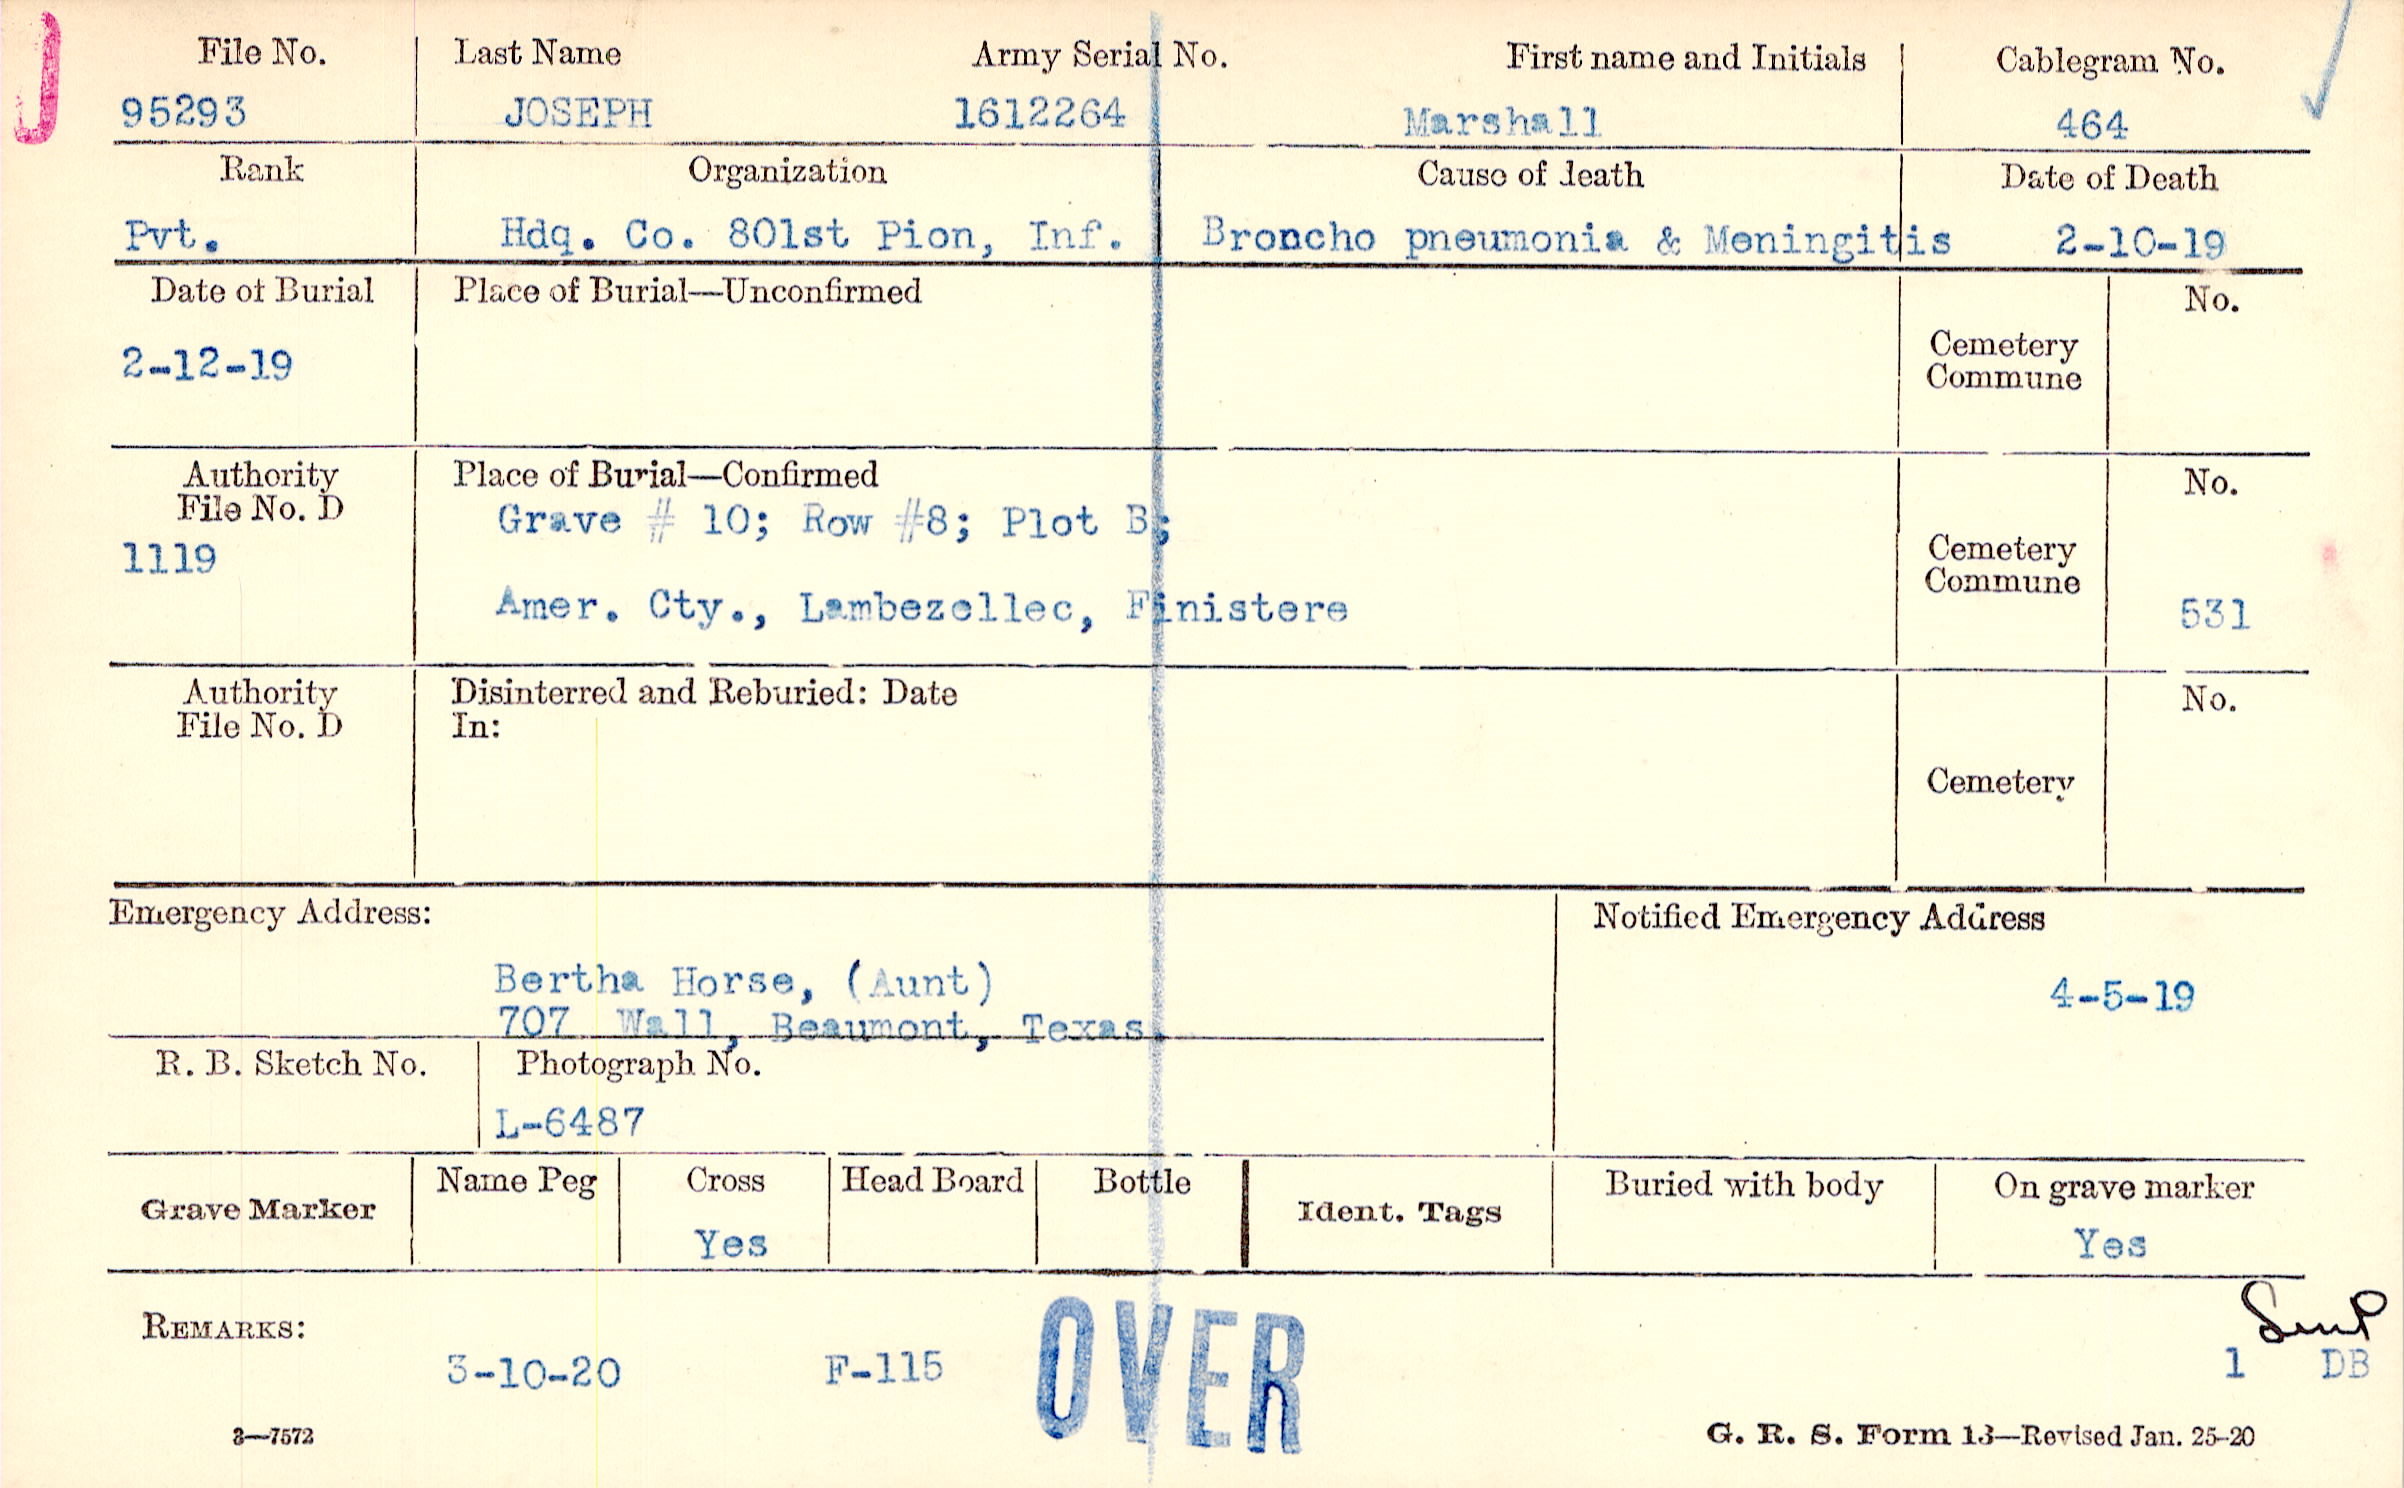 File No. Last Name Army Serial No. First name and Initials Cablegram No.
95293 JOSEPH 1612264 Marshall 464
Rank Organization Cause of death Date of Death
Pvt. Hdq. Co. 801st Pion, Inf. Broncho pneumonia & Meningitis 2-10-19
Date of Burial Place of Burial—Unconfirmed No.
2-12-19
Cemetery
Commune
Authority Place of Burial—Confirmed No.
File No. D
Grave # 10; Row #8; Plot B;
1119
Cemetery
Commune
Amer. Cty., Lambezellec, Finistere 531
Authority Disinterred and Reburied: Date No.
File No. D In:
Cemetery
Emergency Address: Notified Emergency Address
Bertha Horse, (Aunt) 4-5-19
707 Wall, Beaumont, Texas.
R. B. Sketch No. Photograph No.
L-6487
Grave Marker Name Peg Cross Head Board Bottle Ident. Tags Buried with body On grave marker
Yes Yes
REMARKS:
3-10-20 F-115 OVER 1 DB
3—7572 G. R. S. Form 13—Revised Jan. 25-20